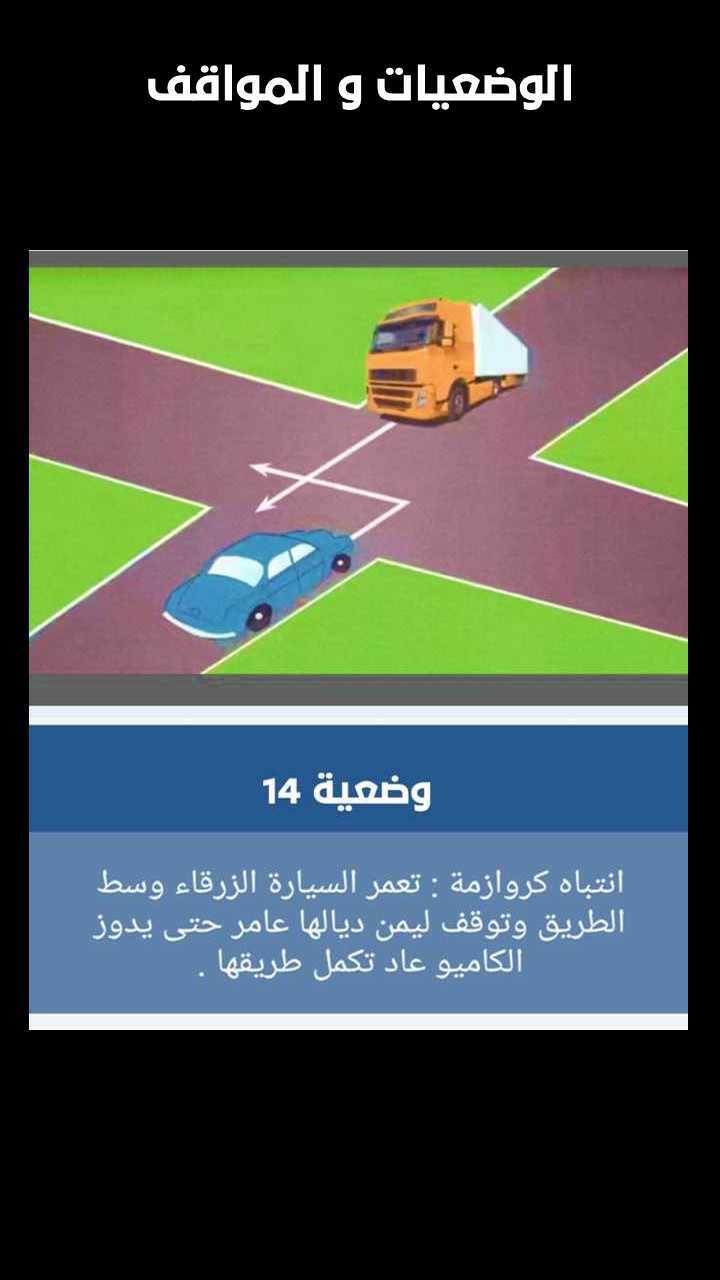 الوضعيات و المواقف
وضعية 14
انتباه كروازمة : تعمر السيارة الزرقاء وسط
الطريق وتوقف ليمن ديالها عامر حتى يدوز
الكاميو عاد تكمل طريقها .